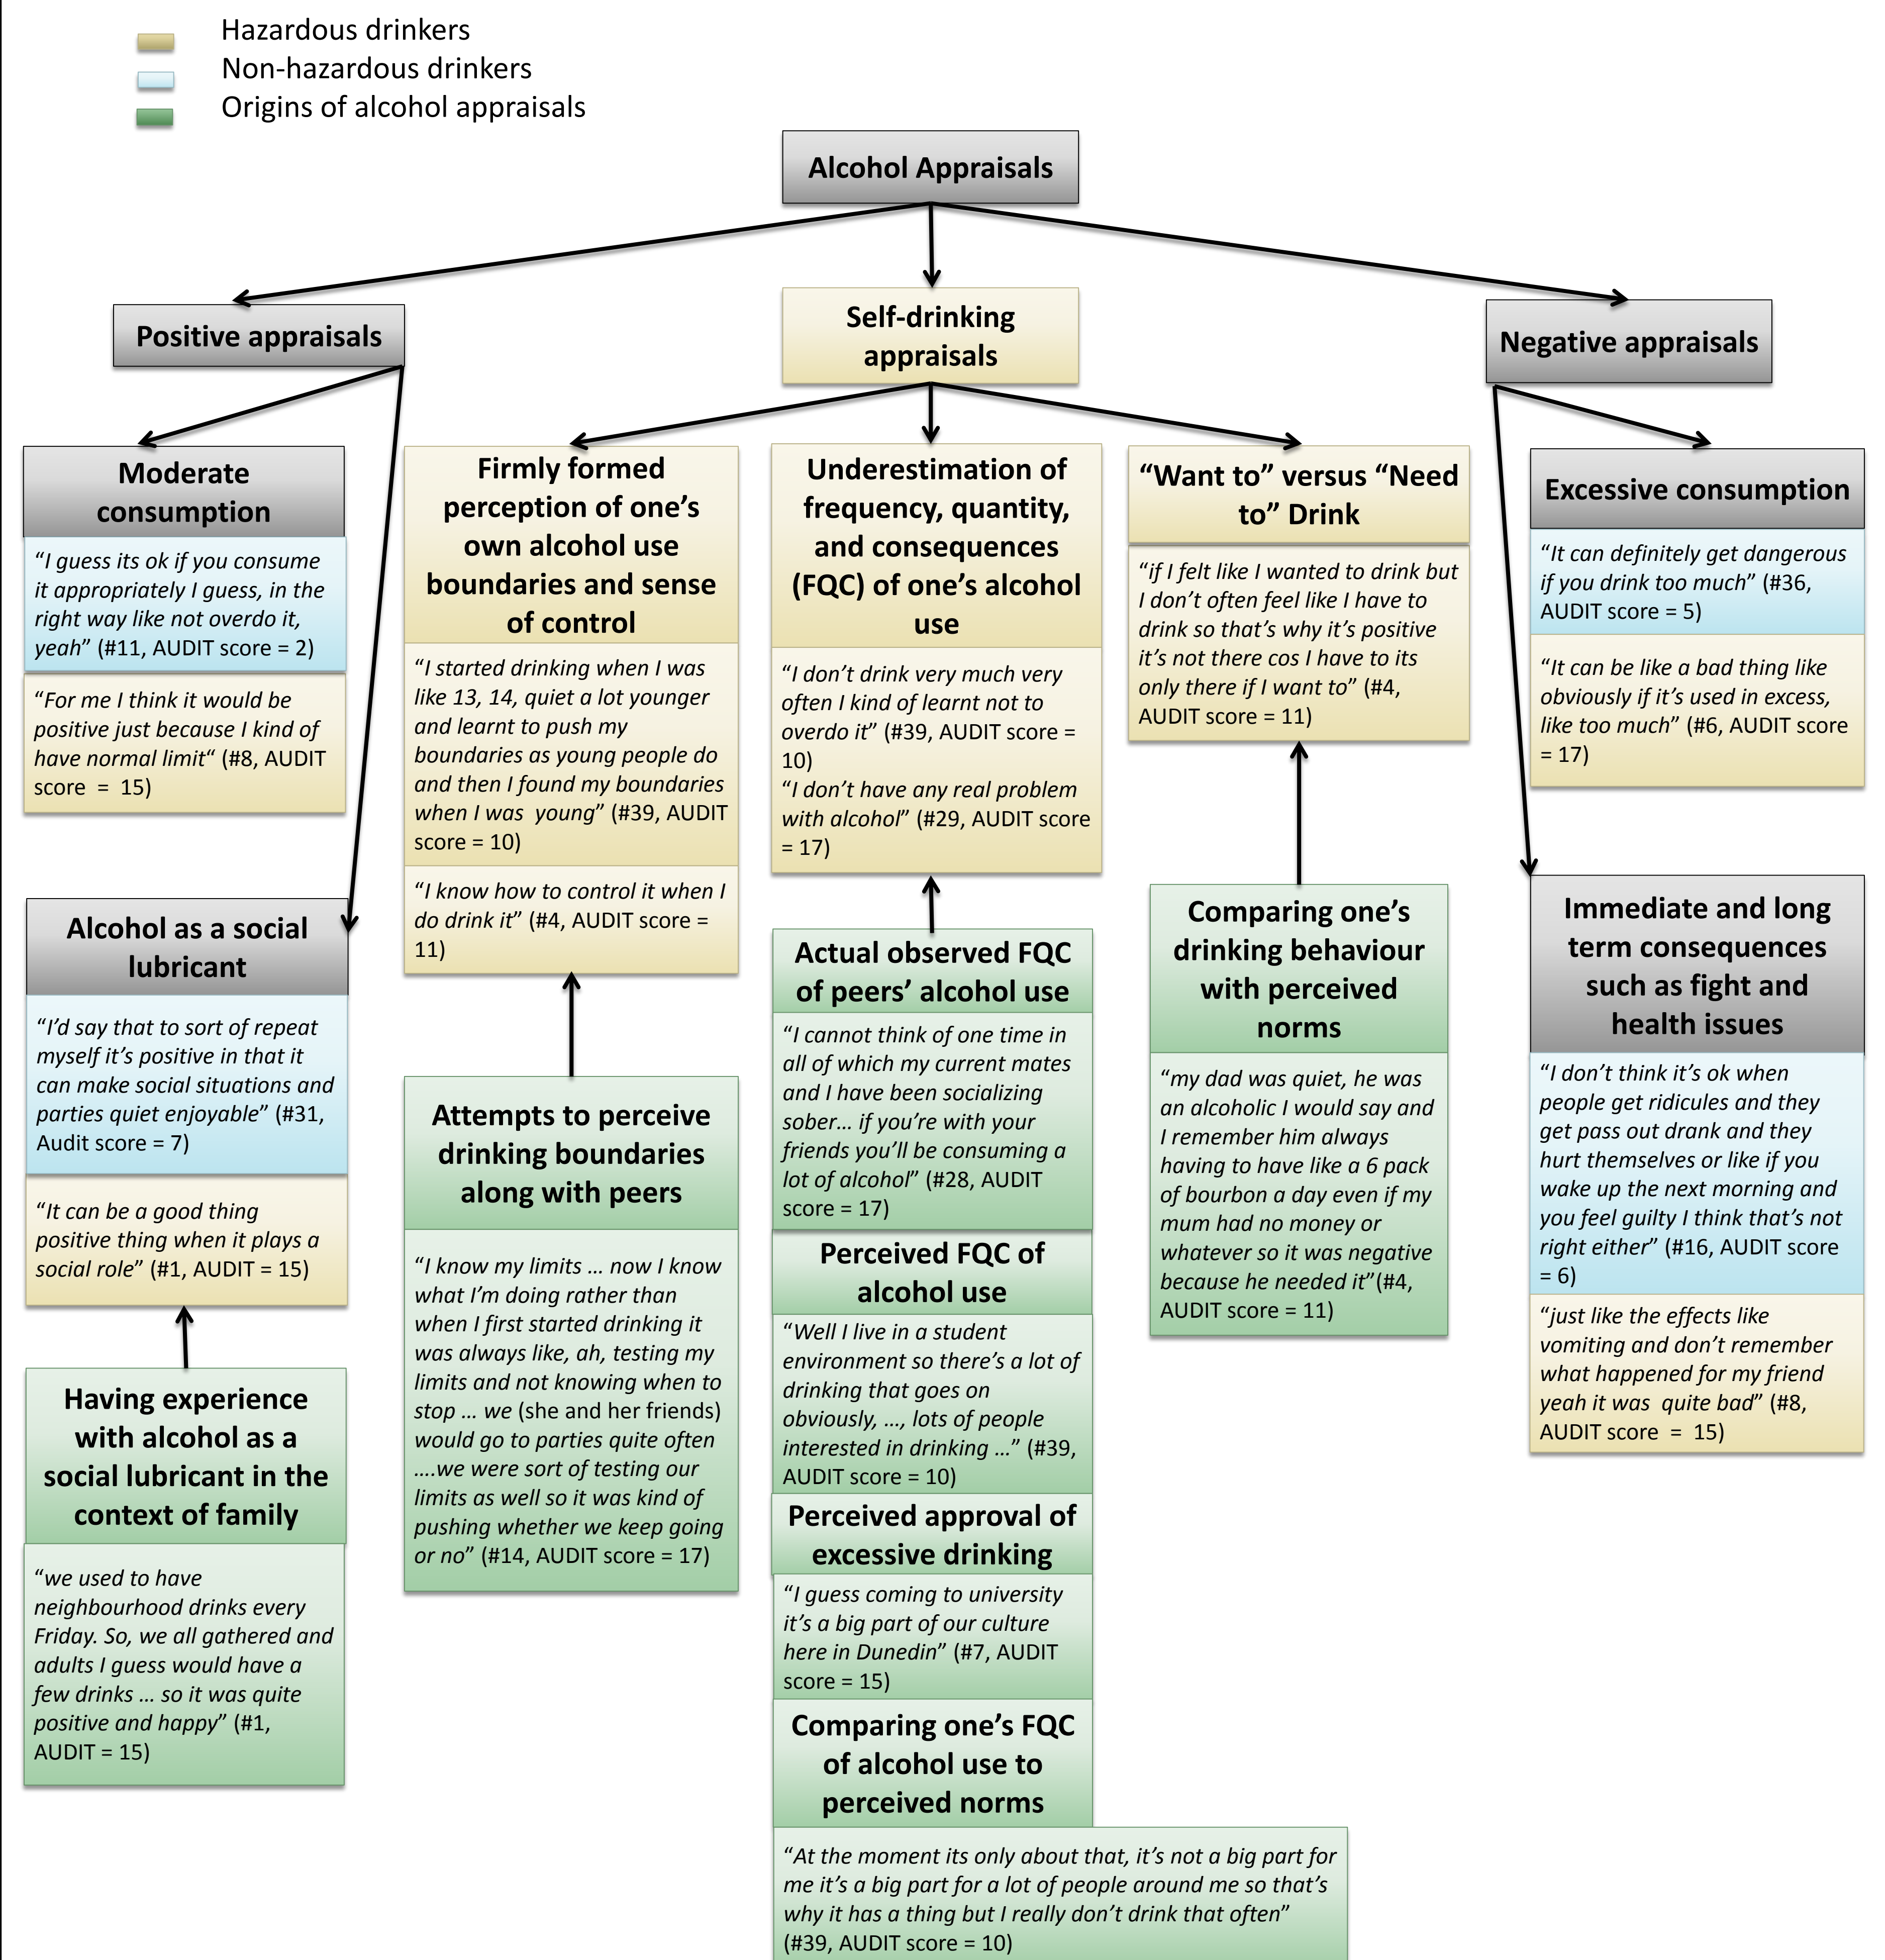 Hazardous drinkers
Non-hazardous drinkers
Origins of alcohol appraisals
Alcohol Appraisals
Positive appraisals
Self-drinking
appraisals
Negative appraisals
Moderate
consumption
“I guess its ok if you consume
it appropriately I guess, in the
right way like not overdo it,
yeah” (#11, AUDIT score = 2)
“For me I think it would be
positive just because I kind of
have normal limit“ (#8, AUDIT
score = 15)
Alcohol as a social
lubricant
“I’d say that to sort of repeat
myself it’s positive in that it
can make social situations and
parties quiet enjoyable” (#31,
Audit score = 7)
“It can be a good thing
positive thing when it plays a
social role” (#1, AUDIT = 15)
Having experience
with alcohol as a
social lubricant in the
context of family
“we used to have
neighbourhood drinks every
Friday. So, we all gathered and
adults I guess would have a
few drinks … so it was quite
positive and happy” (#1,
AUDIT = 15)
Firmly formed
perception of one’s
own alcohol use
boundaries and sense
of control
“I started drinking when I was
like 13, 14, quiet a lot younger
and learnt to push my
boundaries as young people do
and then I found my boundaries
when I was young” (#39, AUDIT
score = 10)
“I know how to control it when I
do drink it” (#4, AUDIT score =
11)
Attempts to perceive
drinking boundaries
along with peers
“I know my limits … now I know
what I’m doing rather than
when I first started drinking it
was always like, ah, testing my
limits and not knowing when to
stop … we (she and her friends)
would go to parties quite often
….we were sort of testing our
limits as well so it was kind of
pushing whether we keep going
or no” (#14, AUDIT score = 17)
Underestimation of
frequency, quantity,
and consequences
(FQC) of one’s alcohol
use
“I don’t drink very much very
often I kind of learnt not to
overdo it” (#39, AUDIT score =
10)
“I don’t have any real problem
with alcohol” (#29, AUDIT score
= 17)
Actual observed FQC
of peers’ alcohol use
“I cannot think of one time in
all of which my current mates
and I have been socializing
sober… if you’re with your
friends you’ll be consuming a
lot of alcohol” (#28, AUDIT
score = 17)
Perceived FQC of
alcohol use
“Well I live in a student
environment so there’s a lot of
drinking that goes on
obviously, …, lots of people
interested in drinking …” (#39,
AUDIT score = 10)
Perceived approval of
excessive drinking
“I guess coming to university
it’s a big part of our culture
here in Dunedin” (#7, AUDIT
score = 15)
Comparing one’s FQC
of alcohol use to
perceived norms
“At the moment its only about that, it’s not a big part for
me it’s a big part for a lot of people around me so that’s
why it has a thing but I really don’t drink that often”
(#39, AUDIT score = 10)
“Want to” versus “Need
to” Drink
“if I felt like I wanted to drink but
I don’t often feel like I have to
drink so that’s why it’s positive
it’s not there cos I have to its
only there if I want to” (#4,
AUDIT score = 11)
Comparing one’s
drinking behaviour
with perceived
norms
“my dad was quiet, he was
an alcoholic I would say and
I remember him always
having to have like a 6 pack
of bourbon a day even if my
mum had no money or
whatever so it was negative
because he needed it”(#4,
AUDIT score = 11)
Excessive consumption
“It can definitely get dangerous
if you drink too much” (#36,
AUDIT score = 5)
“It can be like a bad thing like
obviously if it’s used in excess,
like too much” (#6, AUDIT score
= 17)
Immediate and long
term consequences
such as fight and
health issues
“I don’t think it’s ok when
people get ridicules and they
get pass out drank and they
hurt themselves or like if you
wake up the next morning and
you feel guilty I think that’s not
right either” (#16, AUDIT score
= 6)
“just like the effects like
vomiting and don’t remember
what happened for my friend
yeah it was quite bad” (#8,
AUDIT score = 15)